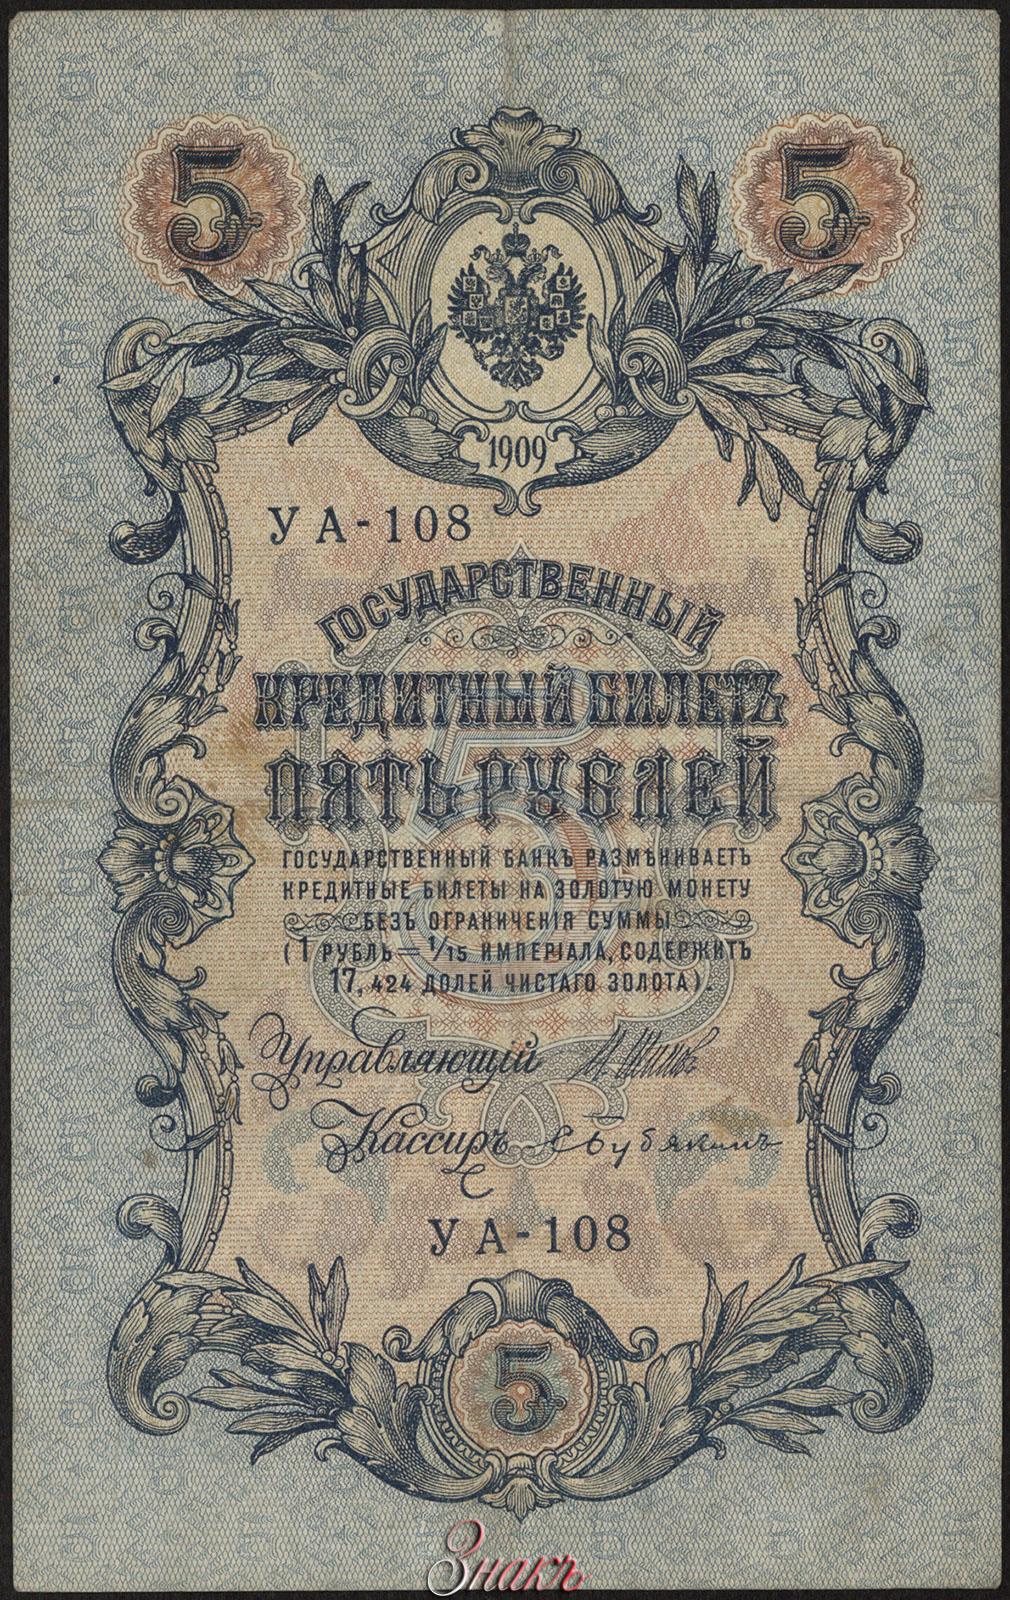 5 5
1909
УА-108
ГОСУДАРСТВЕННЫЙ
КРЕДИТНЫЙ БИЛЕТЪ
ПЯТЬ РУБЛЕЙ
ГОСУДАРСТВЕННЫЙ БАНКЪ РАЗМѢНИВАЕТЪ
КРЕДИТНЫЕ БИЛЕТЫ НА ЗОЛОТУЮ МОНЕТУ
БЕЗЪ ОГРАНИЧЕНІЯ СУММЫ
(1 РУБЛЬ = 1/15 ИМПЕРІАЛА, СОДЕРЖИТЪ
17,424 ДОЛЕЙ ЧИСТАГО ЗОЛОТА).
Управляющій И Шипов
Кассиръ С Бубякинъ
УА-108
5
Знакъ